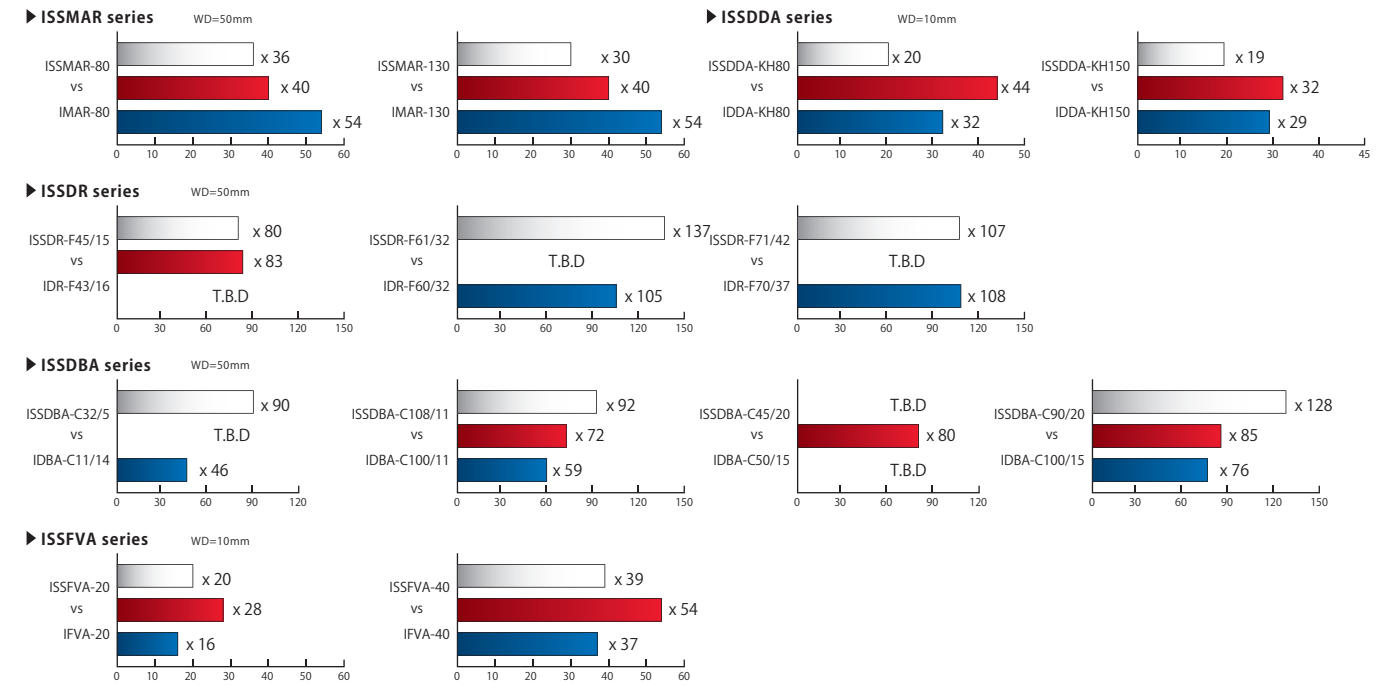 ▶ISSMAR series WD=50mm
ISSMAR-80
vs
IMAR-80
x 36
x 40
x 54
0 10 20 30 40 50 60
ISSMAR-130
vs
IMAR-130
x 30
x 40
x 54
0 10 20 30 40 50 60
▶ISSDDA series WD=10mm
ISSDDA-KH80
vs
IDDA-KH80
x 20
x 44
x 32
0 10 20 30 40 50
ISSDDA-KH150
vs
IDDA-KH150
x 19
x 32
x 29
0 10 20 30 40 45
▶ISSDR series WD=50mm
ISSDR-F45/15
vs
IDR-F43/16
x 80
x 83
T.B.D
0 30 60 90 120 150
ISSDR-F61/32
vs
IDR-F60/32
x 137
T.B.D
x 105
0 30 60 90 120 150
ISSDR-F71/42
vs
IDR-F70/37
x 107
T.B.D
x 108
0 30 60 90 120 150
▶ISSDBA series WD=50mm
ISSDBA-C32/5
vs
IDBA-C11/14
x 90
T.B.D
x 46
0 30 60 90 120
ISSDBA-C108/11
vs
IDBA-C100/11
x 92
x 72
x 59
0 30 60 90 120 150
ISSDBA-C45/20
vs
IDBA-C50/15
T.B.D
x 80
T.B.D
0 30 60 90 120
ISSDBA-C90/20
vs
IDBA-C100/15
x 128
x 85
x 76
0 30 60 90 120 150
▶ISSFVA series WD=10mm
ISSFVA-20
vs
IFVA-20
x 20
x 28
x 16
0 10 20 30 40 50 60
ISSFVA-40
vs
IFVA-40
x 39
x 54
x 37
0 10 20 30 40 50 60